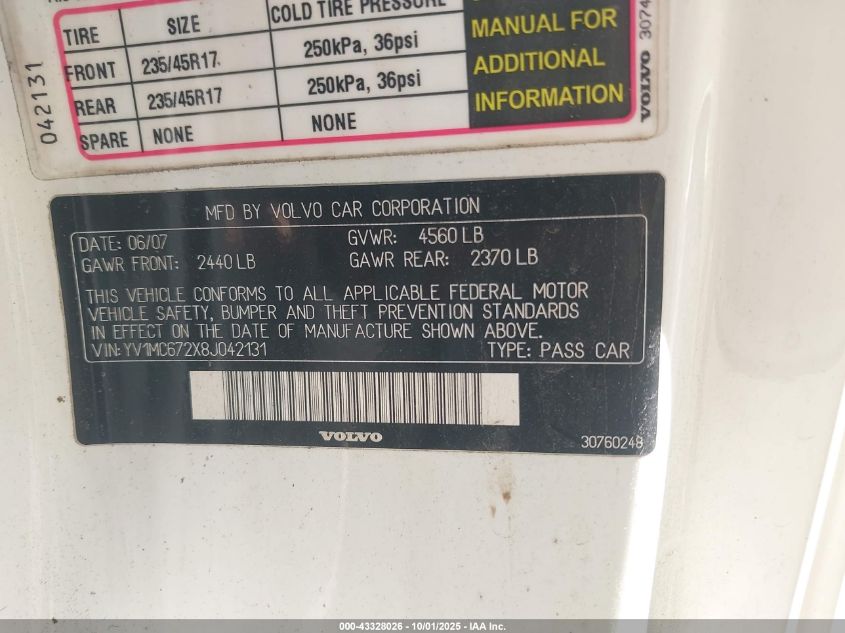 COLD TIRE PRESSURE
TIRE SIZE
FRONT 235/45R17 250kPa, 36psi
REAR 235/45R17 250kPa, 36psi
SPARE NONE NONE
MANUAL FOR
ADDITIONAL
INFORMATION
042131
VOLVO 3074
MFD BY VOLVO CAR CORPORATION
DATE: 06/07 GVWR: 4560 LB
GAWR FRONT: 2440 LB GAWR REAR: 2370 LB
THIS VEHICLE CONFORMS TO ALL APPLICABLE FEDERAL MOTOR
VEHICLE SAFETY, BUMPER AND THEFT PREVENTION STANDARDS
IN EFFECT ON THE DATE OF MANUFACTURE SHOWN ABOVE.
VIN: YV1MC672X8J042131 TYPE: PASS CAR
VOLVO 30760248
000-43328026 - 10/01/2025 - IAA Inc.